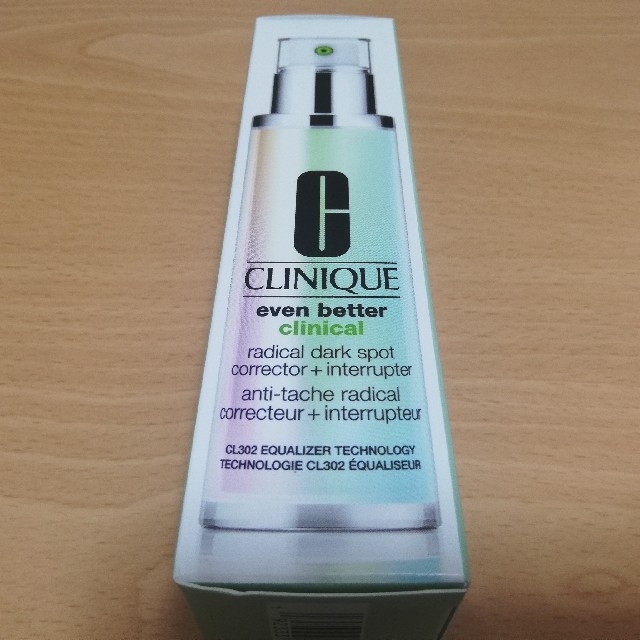 CLINIQUE
even better
clinical
radical dark spot
corrector + interrupter
anti-tache radical
correcteur + interrupteur
CL302 EQUALIZER TECHNOLOGY
TECHNOLOGIE CL302 ÉQUALISEUR